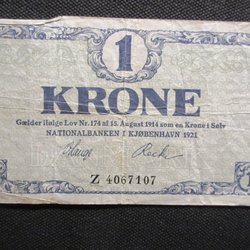 1
KRONE
Gælder ifølge Lov Nr. 174 af 15. August 1914 som en Krone i Sølv
NATIONALBANKEN I KJØBENHAVN 1921
V. Lange
Z 4067107